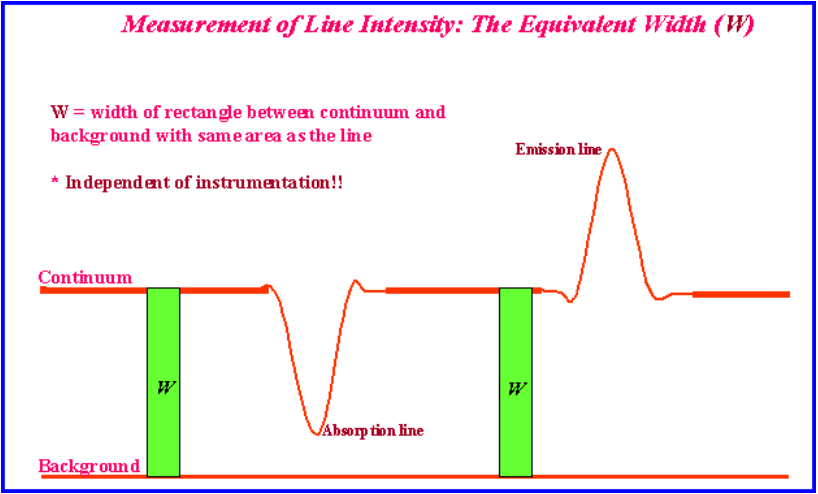 Measurement of Line Intensity: The Equivalent Width (W)
W = width of rectangle between continuum and
background with same area as the line
* Independent of instrumentation!!
Emission line
Continuum
W
W
Absorption line
Background